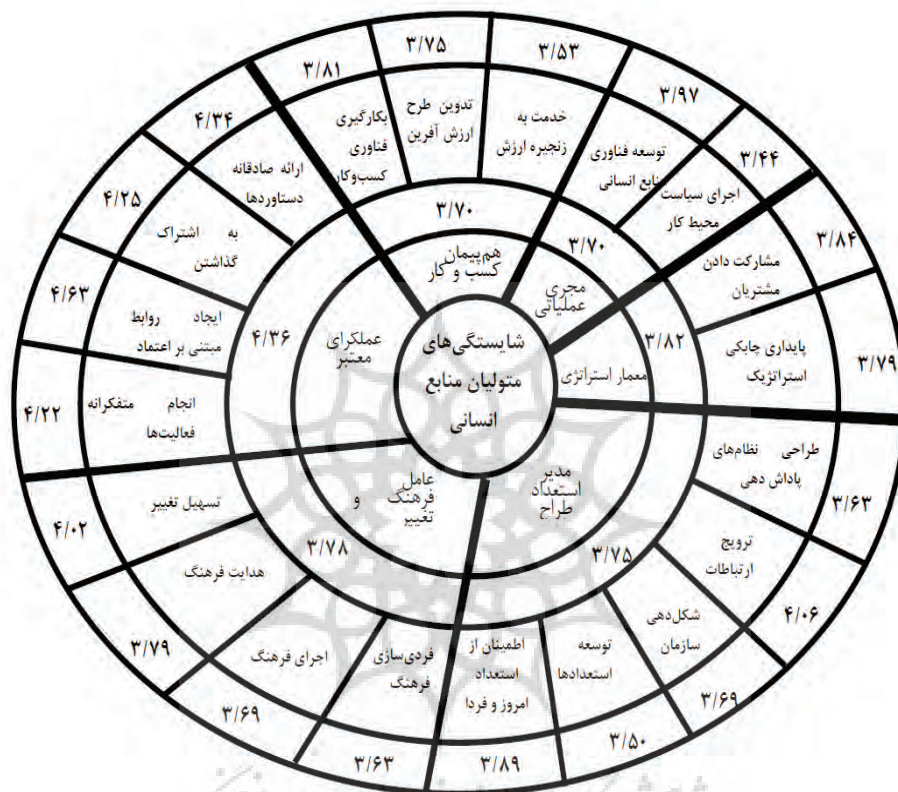 شایستگی‌های
متولیان منابع
انسانی
هم‌پیمان
کسب و کار
۳/۷۰
خدمت به
زنجیره ارزش
۳/۵۳
تدوین طرح
ارزش آفرین
۳/۷۵
بکارگیری
فناوری
کسب‌وکار
۳/۸۱
مجری
عملیاتی
۳/۷۰
توسعه فناوری
منابع انسانی
۳/۹۷
اجرای سیاست
محیط کار
۳/۴۴
معمار استراتژی
۳/۸۲
مشارکت دادن
مشتریان
۳/۸۴
پایداری چابکی
استراتژیک
۳/۷۹
مدیر
استعداد
طراح
۳/۷۵
طراحی نظام‌های
پاداش دهی
۳/۶۳
ترویج
ارتباطات
۴/۰۶
شکل‌دهی
سازمان
۳/۶۹
توسعه
استعدادها
۳/۵۰
اطمینان از
استعداد
امروز و فردا
۳/۸۹
عامل
فرهنگ و
تغییر
۳/۷۸
فردی‌سازی
فرهنگ
۳/۶۳
اجرای فرهنگ
۳/۶۹
هدایت فرهنگ
۳/۷۹
تسهیل تغییر
۴/۰۲
عملکرای
معتبر
۴/۳۶
انجام متفکرانه
فعالیت‌ها
۴/۲۲
ایجاد روابط
مبتنی بر اعتماد
۴/۶۳
به اشتراک
گذاشتن
۴/۲۵
ارائه صادقانه
دستاوردها
۴/۳۴